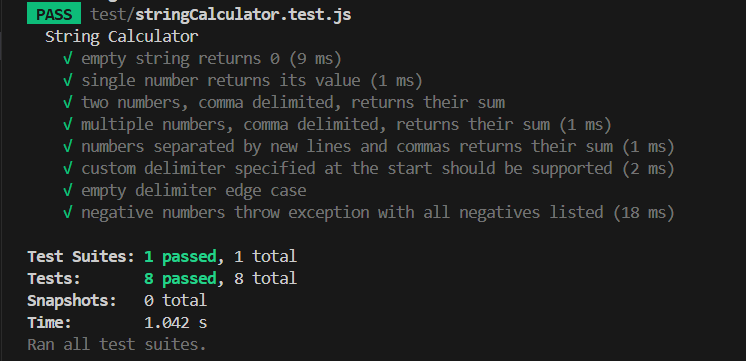 PASS test/stringCalculator.test.js
String Calculator
√ empty string returns 0 (9 ms)
√ single number returns its value (1 ms)
√ two numbers, comma delimited, returns their sum
√ multiple numbers, comma delimited, returns their sum (1 ms)
√ numbers separated by new lines and commas returns their sum (1 ms)
√ custom delimiter specified at the start should be supported (2 ms)
√ empty delimiter edge case
√ negative numbers throw exception with all negatives listed (18 ms)
Test Suites: 1 passed, 1 total
Tests: 8 passed, 8 total
Snapshots: 0 total
Time: 1.042 s
Ran all test suites.